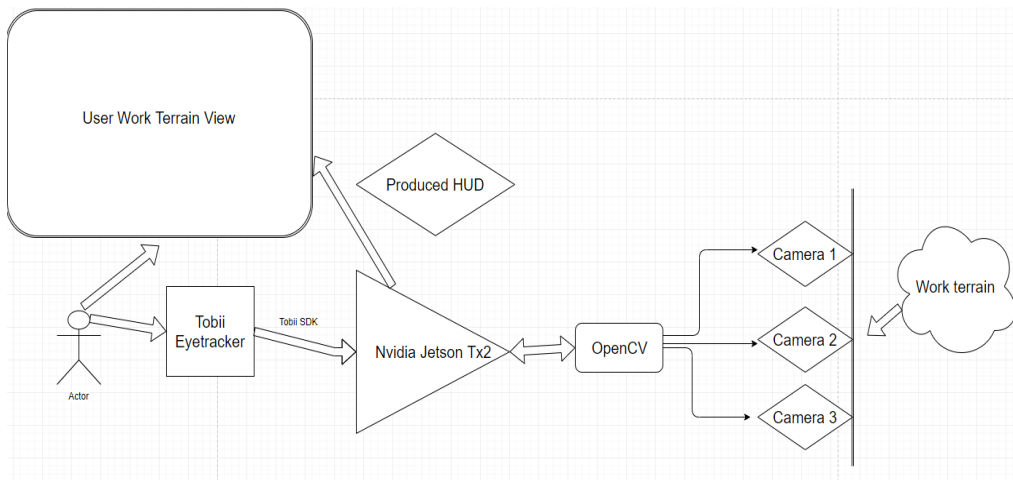 User Work Terrain View
Produced HUD
Camera 1
Work terrain
Tobii
Eyetracker
Tobii SDK
Nvidia Jetson Tx2
OpenCV
Camera 2
Camera 3
Actor